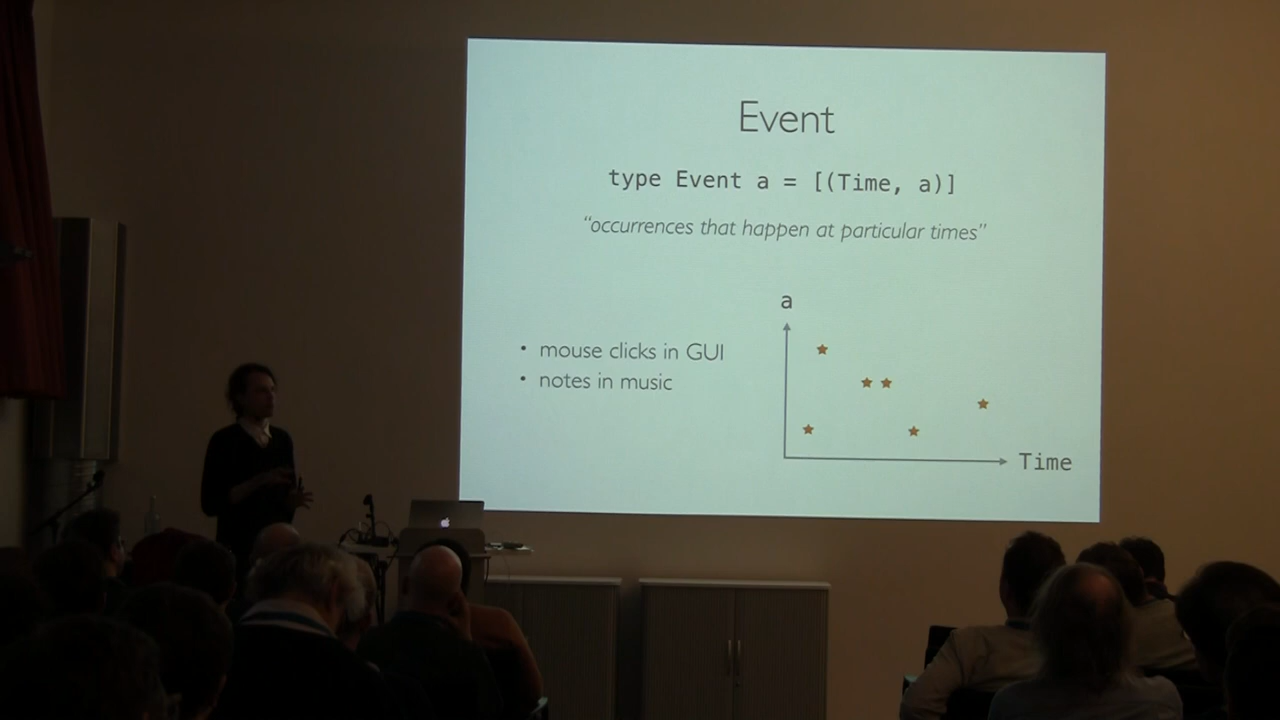 Event
type Event a = [(Time, a)]
“occurrences that happen at particular times”
• mouse clicks in GUI
• notes in music
a
Time